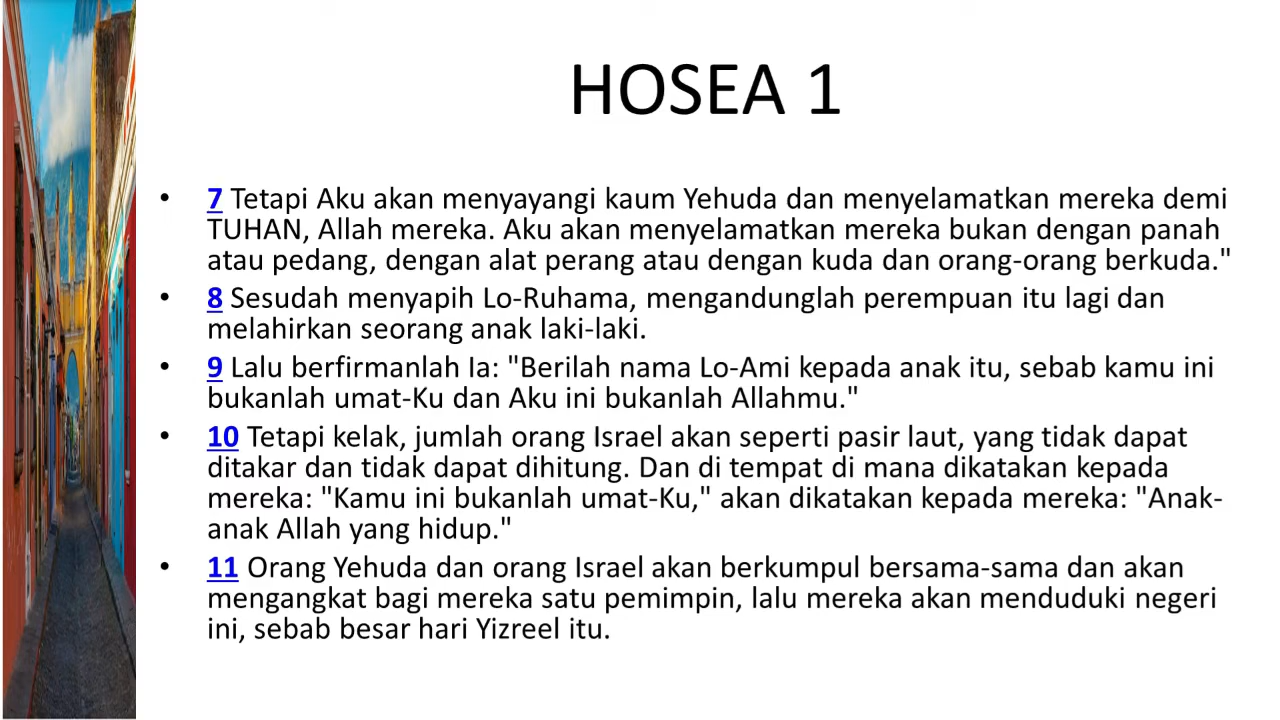 HOSEA 1
• 7 Tetapi Aku akan menyayangi kaum Yehuda dan menyelamatkan mereka demi
TUHAN, Allah mereka. Aku akan menyelamatkan mereka bukan dengan panah
atau pedang, dengan alat perang atau dengan kuda dan orang-orang berkuda."
• 8 Sesudah menyapih Lo-Ruhama, mengandunglah perempuan itu lagi dan
melahirkan seorang anak laki-laki.
• 9 Lalu berfirmanlah Ia: "Berilah nama Lo-Ami kepada anak itu, sebab kamu ini
bukanlah umat-Ku dan Aku ini bukanlah Allahmu."
• 10 Tetapi kelak, jumlah orang Israel akan seperti pasir laut, yang tidak dapat
ditakar dan tidak dapat dihitung. Dan di tempat di mana dikatakan kepada
mereka: "Kamu ini bukanlah umat-Ku," akan dikatakan kepada mereka: "Anak-
anak Allah yang hidup."
• 11 Orang Yehuda dan orang Israel akan berkumpul bersama-sama dan akan
mengangkat bagi mereka satu pemimpin, lalu mereka akan menduduki negeri
ini, sebab besar hari Yizreel itu.